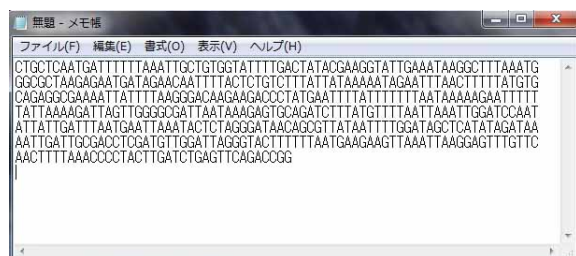 無題 - メモ帳
ファイル(F) 編集(E) 書式(O) 表示(V) ヘルプ(H)
CTGCTCAATGATTTTTTAAATTGCTGTGGTATTTTGACTATACGAAGGTATTGAAATAAGGCTTTAAATG
GGCGCTAAGAGAATGATAGAACAATTTTACTCTGTCTTTATTATAAAAATAGAATTTAACTTTTTATGTG
CAGAGGCGAAAATTATTTTAAGGGACAAGAAGACCCTATGAATTTTATTTTTTTAATAAAAAGAATTTTT
TATTAAAAGATTAGTTGGGGCGATTAATAAAGAGTGCAGATCTTTATGTTTTAATTAAATTGGATCCAAT
ATTATTGATTTAATGAATTAAATACTCTAGGGATAACAGCGTTATAATTTTGGATAGCTCATATAGATAA
AATTGATTGCGACCTCGATGTTGGATTAGGGTACTTTTTTAATGAAGAAGTTAAATTAAGGAGTTTGTTC
AACTTTTAAACCCCTACTTGATCTGAGTTCAGACCGG